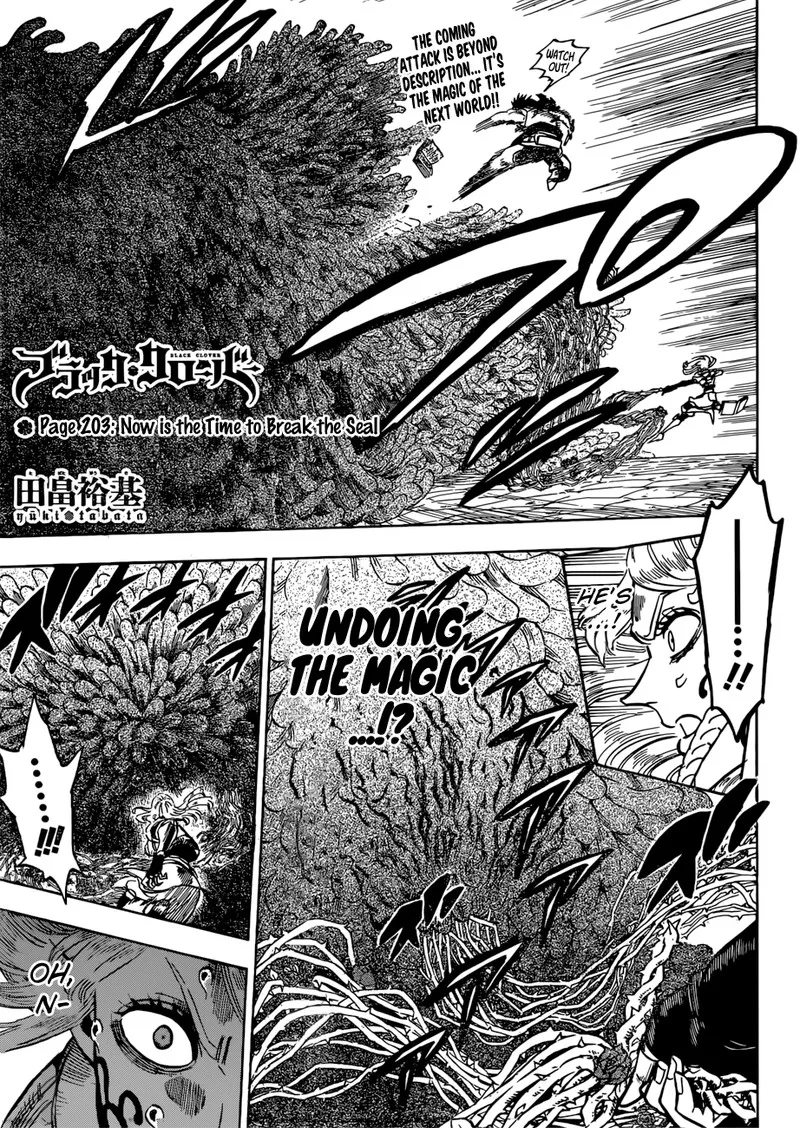 THE COMING
ATTACK IS BEYOND
DESCRIPTION... IT'S
THE MAGIC OF THE
NEXT WORLD!!
WATCH
OUT!
ブラック・クローバー
BLACK CLOVER
Page 203: Now is the Time to Break the Seal
田畠裕基
yūki tabata
....!!
HE'S
.....!
UNDOING
THE MAGIC
....!?
.....!!!
OH,
N-